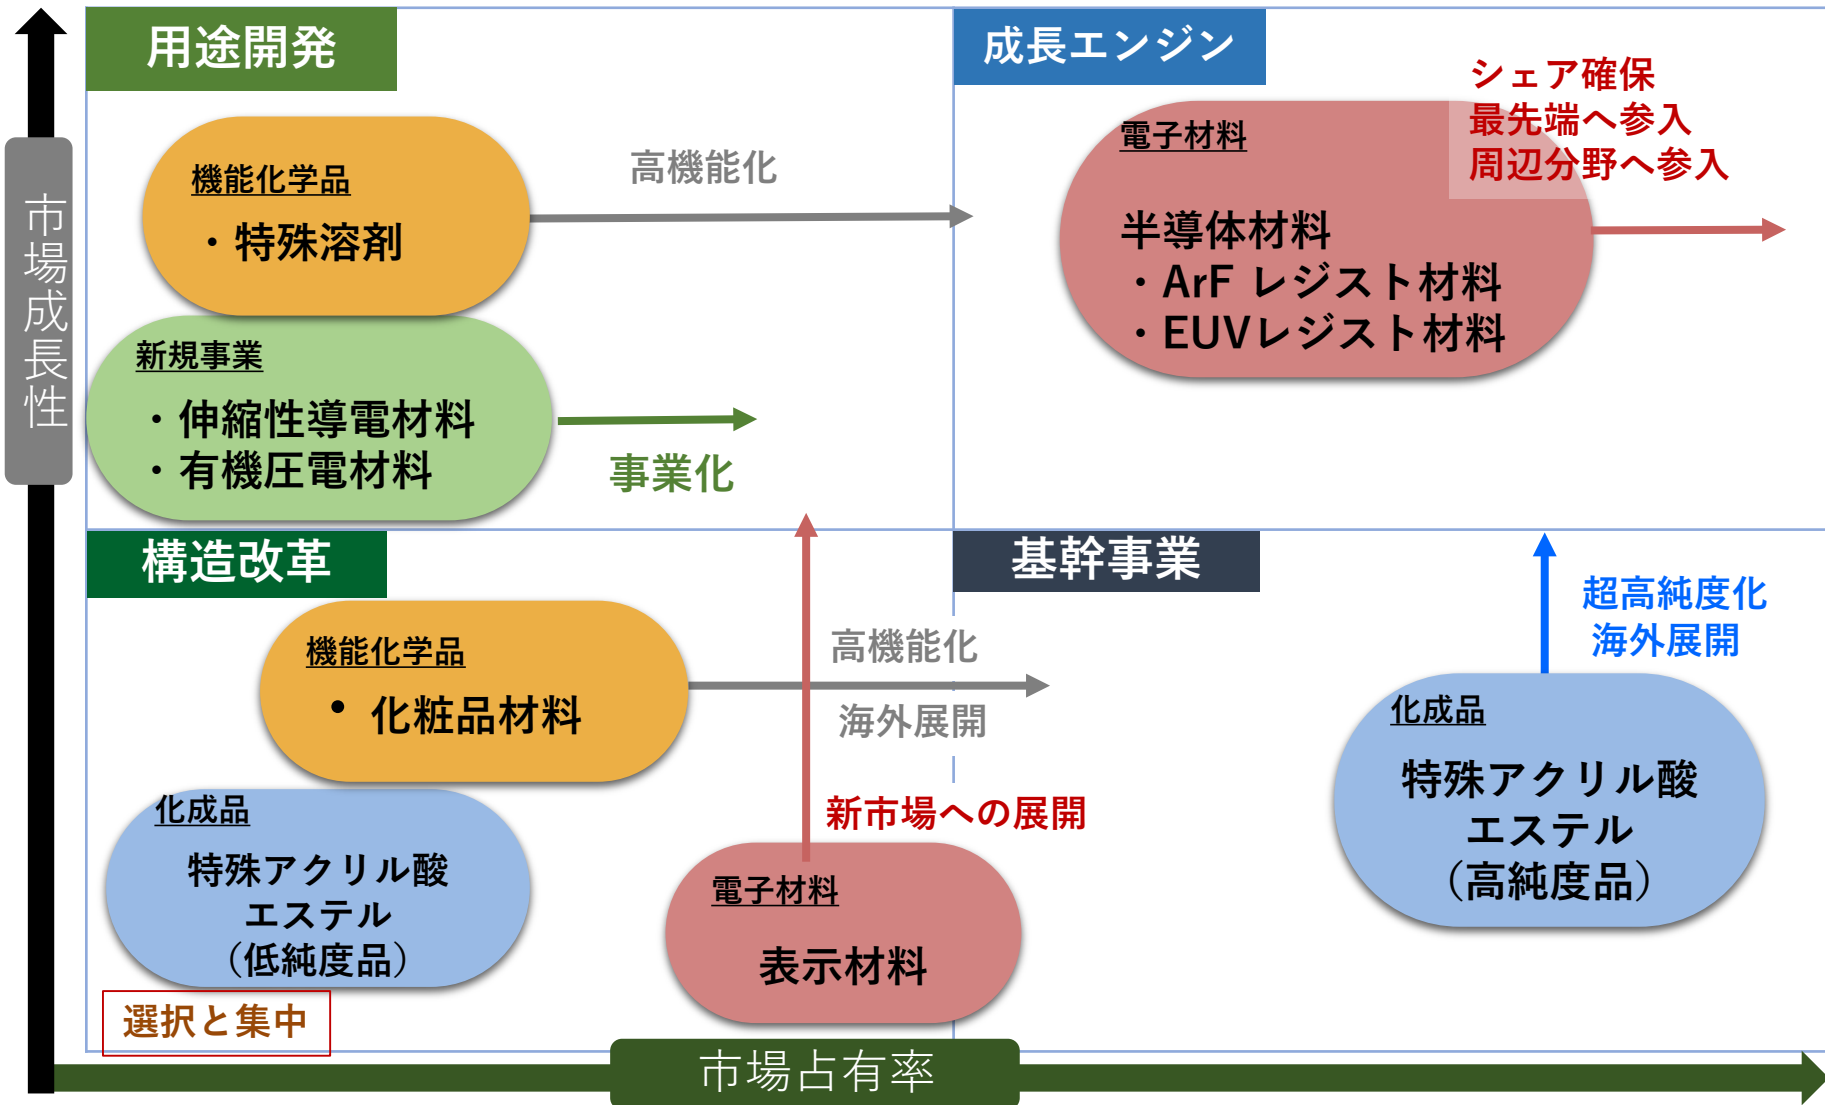 用途開発
機能化学品
・特殊溶剤
高機能化
新規事業
・伸縮性導電材料
・有機圧電材料
事業化
成長エンジン
シェア確保
最先端へ参入
周辺分野へ参入
電子材料
半導体材料
・ArF レジスト材料
・EUVレジスト材料
市場成長性
構造改革
機能化学品
• 化粧品材料
高機能化
海外展開
化成品
特殊アクリル酸
エステル
（低純度品）
選択と集中
新市場への展開
電子材料
表示材料
基幹事業
超高純度化
海外展開
化成品
特殊アクリル酸
エステル
（高純度品）
市場占有率